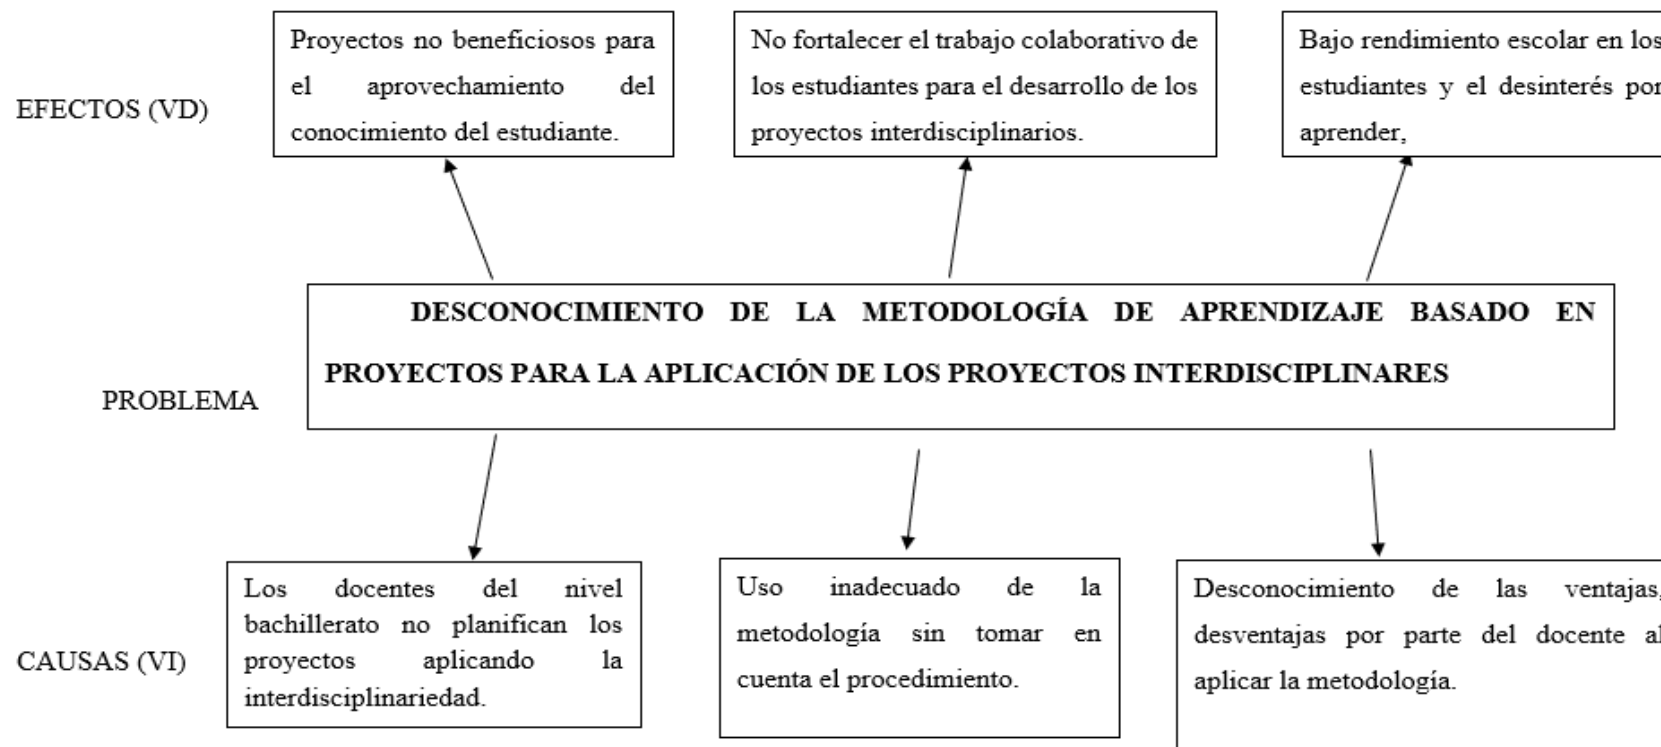 EFECTOS (VD)
Proyectos no beneficiosos para
el aprovechamiento del
conocimiento del estudiante.
No fortalecer el trabajo colaborativo de
los estudiantes para el desarrollo de los
proyectos interdisciplinarios.
Bajo rendimiento escolar en los
estudiantes y el desinterés por
aprender,
PROBLEMA
DESCONOCIMIENTO DE LA METODOLOGÍA DE APRENDIZAJE BASADO EN
PROYECTOS PARA LA APLICACIÓN DE LOS PROYECTOS INTERDISCIPLINARES
CAUSAS (VI)
Los docentes del nivel
bachillerato no planifican los
proyectos aplicando la
interdisciplinariedad.
Uso inadecuado de la
metodología sin tomar en
cuenta el procedimiento.
Desconocimiento de las ventajas,
desventajas por parte del docente al
aplicar la metodología.